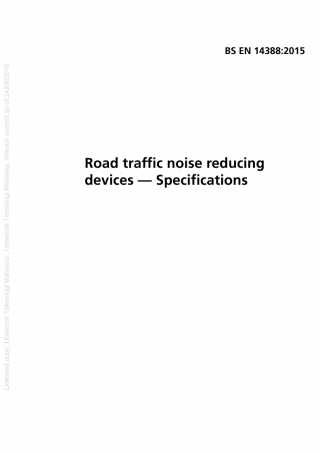 BS EN 14388:2015
Road traffic noise reducing
devices — Specifications
Licensed copy: Universiti Teknologi Malaysia, Universiti Teknologi Malaysia, Version correct as of 24/08/2016